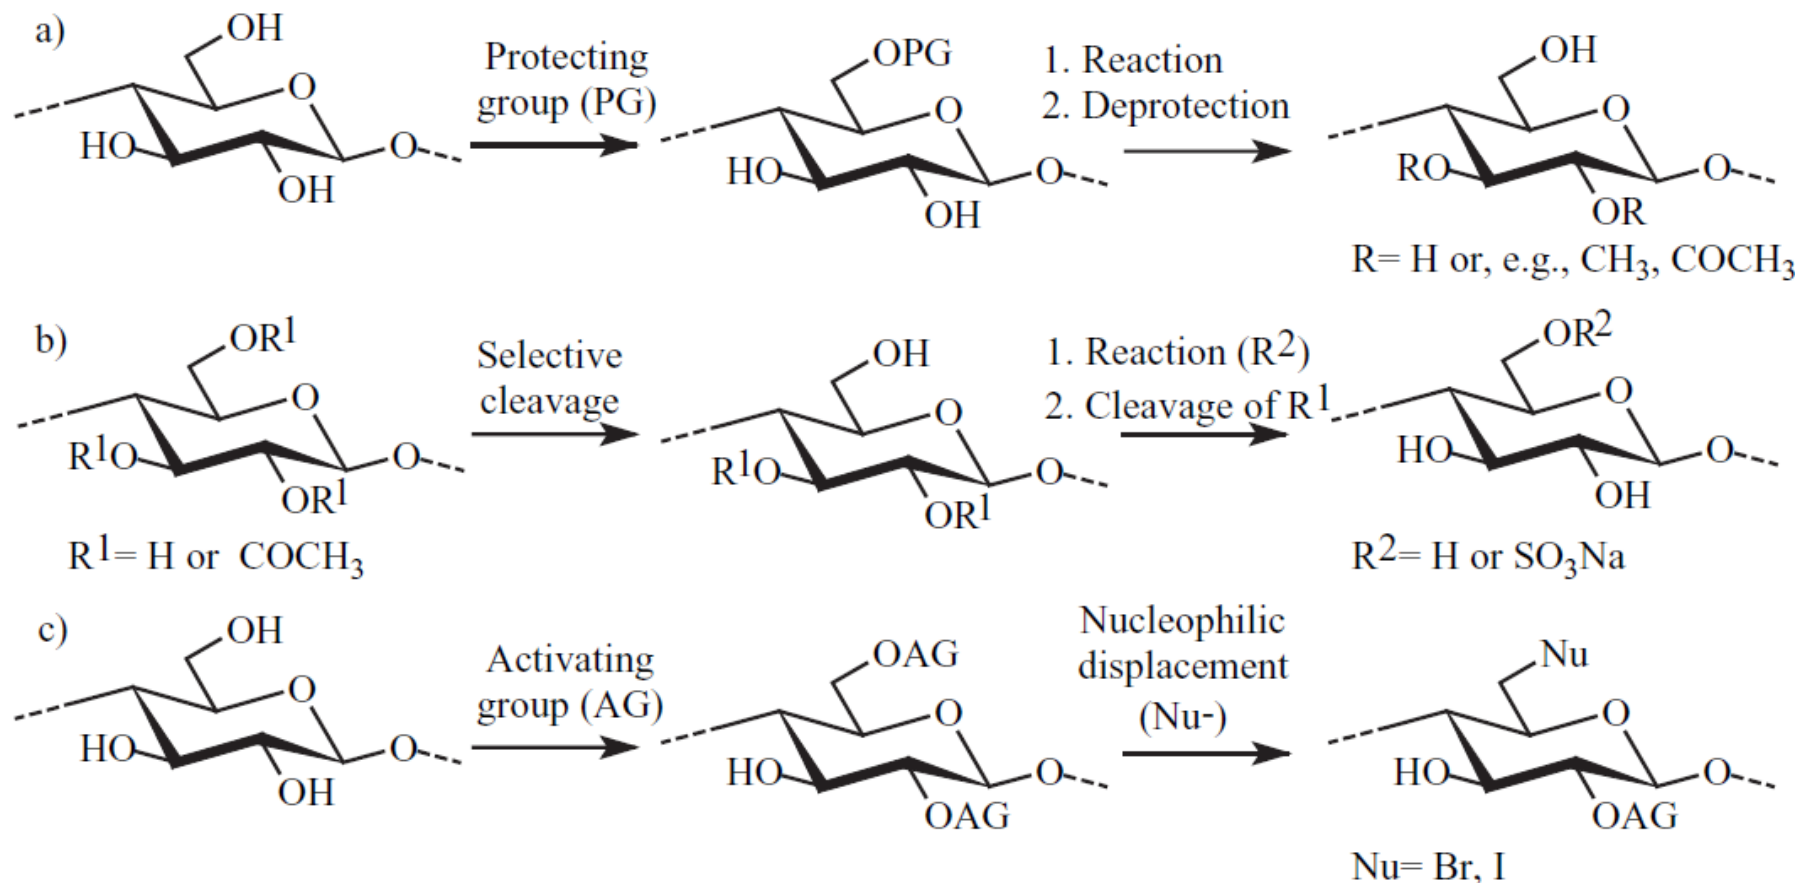 a)
OH
O
HO
OH
O
Protecting
group (PG)
OPG
O
HO
OH
O
1. Reaction
2. Deprotection
OH
O
RO
OR
O
R= H or, e.g., CH₃, COCH₃
b)
OR¹
O
R¹O
OR¹
O
R¹= H or COCH₃
Selective
cleavage
OH
O
R¹O
OR¹
O
1. Reaction (R²)
2. Cleavage of R¹
OR²
O
HO
OH
O
R²= H or SO₃Na
c)
OH
O
HO
OH
O
Activating
group (AG)
OAG
O
HO
OAG
O
Nucleophilic
displacement
(Nu-)
Nu
O
HO
OAG
O
Nu= Br, I